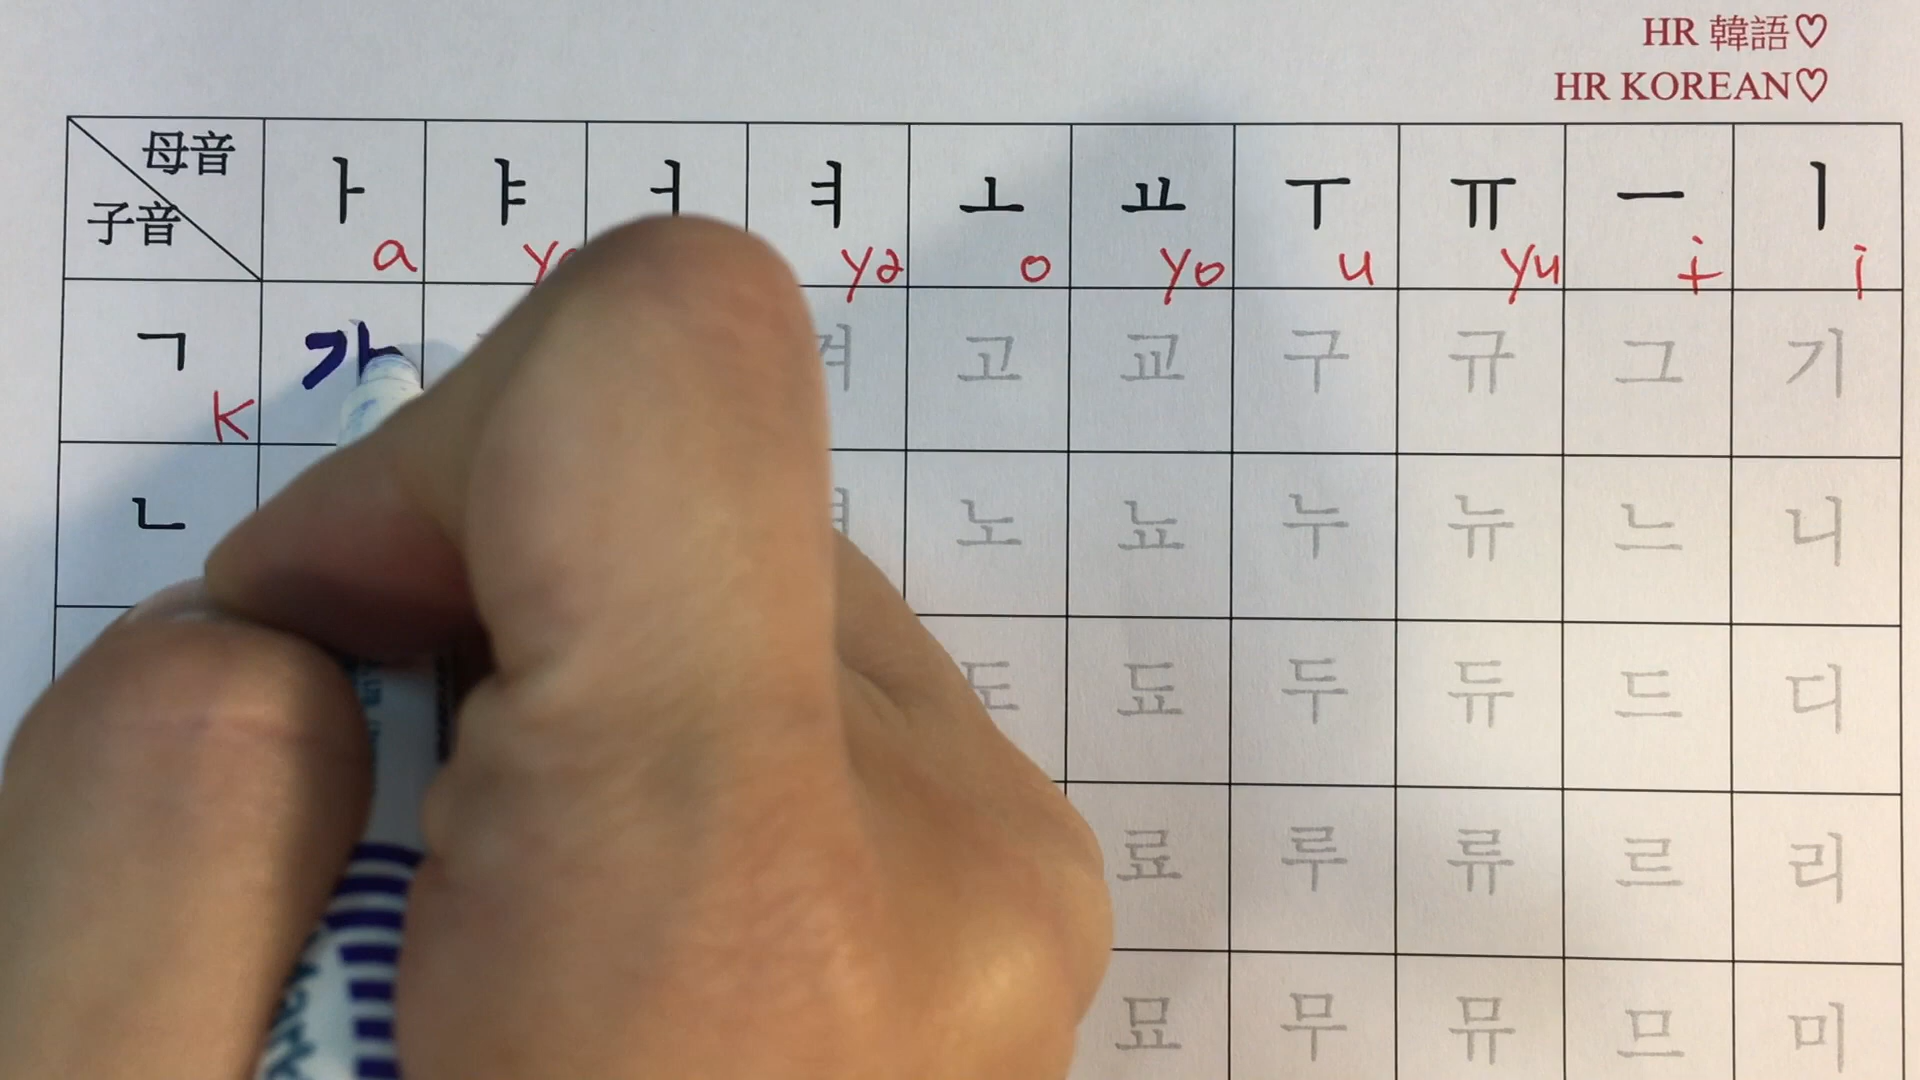 HR 韓語♡
HR KOREAN♡
母音 ㅏ ㅑ ㅓ ㅕ ㅗ ㅛ ㅜ ㅠ ㅡ ㅣ
子音 a yə o yo u yu ɨ i
ㄱ 가 겨 고 교 구 규 그 기
K
ㄴ 노 뇨 누 뉴 느 니
도 됴 두 듀 드 디
료 루 류 르 리
묘 무 뮤 므 미